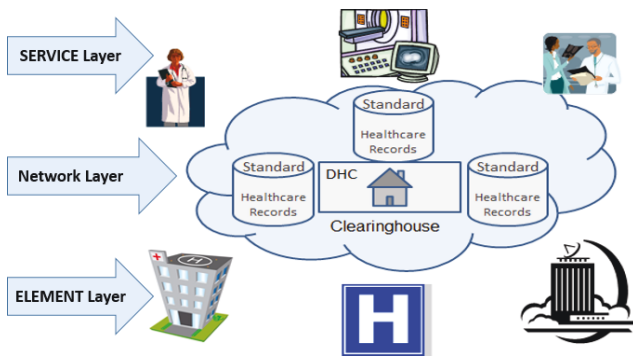 SERVICE Layer
Standard
Healthcare
Records
Network Layer
Standard
Healthcare
Records
DHC
Standard
Healthcare
Records
Clearinghouse
ELEMENT Layer
H
H